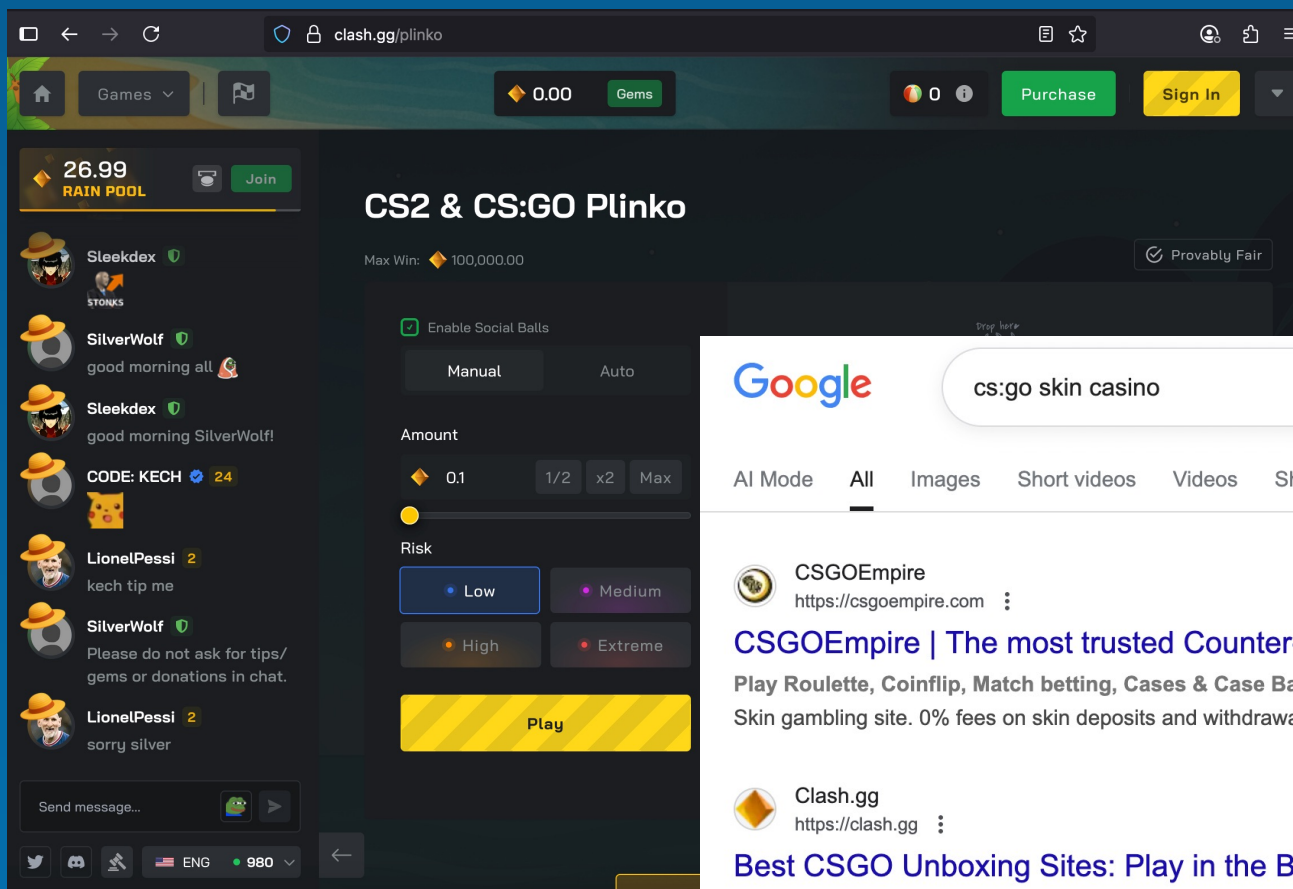 clash.gg/plinko
Games
0.00 Gems
0
Purchase
Sign In
26.99
RAIN POOL
Join
Sleekdex
STONKS
SilverWolf
good morning all
Sleekdex
good morning SilverWolf!
CODE: KECH 24
LionelPessi 2
kech tip me
SilverWolf
Please do not ask for tips/
gems or donations in chat.
LionelPessi 2
sorry silver
Send message...
ENG 980
CS2 & CS:GO Plinko
Max Win: 100,000.00
Provably Fair
Enable Social Balls
Drop here
Manual Auto
Amount
0.1 1/2 x2 Max
Risk
Low Medium
High Extreme
Play
Google
cs:go skin casino
AI Mode All Images Short videos Videos
CSGOEmpire
https://csgoempire.com
CSGOEmpire | The most trusted Counter
Play Roulette, Coinflip, Match betting, Cases & Case
Skin gambling site. 0% fees on skin deposits and
Clash.gg
https://clash.gg
Best CSGO Unboxing Sites: Play in the